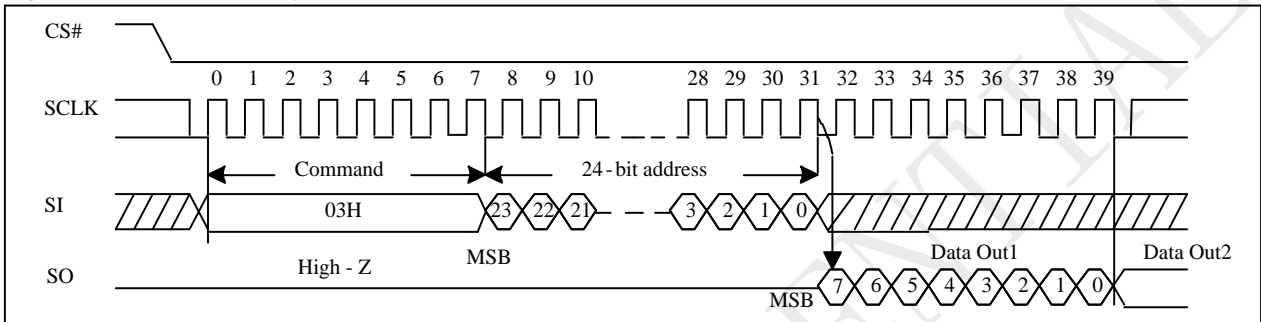 CS#
0 1 2 3 4 5 6 7 8 9 10 28 29 30 31 32 33 34 35 36 37 38 39
SCLK
Command 24-bit address
SI 03H 23 22 21 3 2 1 0
High - Z MSB Data Out1 Data Out2
SO MSB 7 6 5 4 3 2 1 0